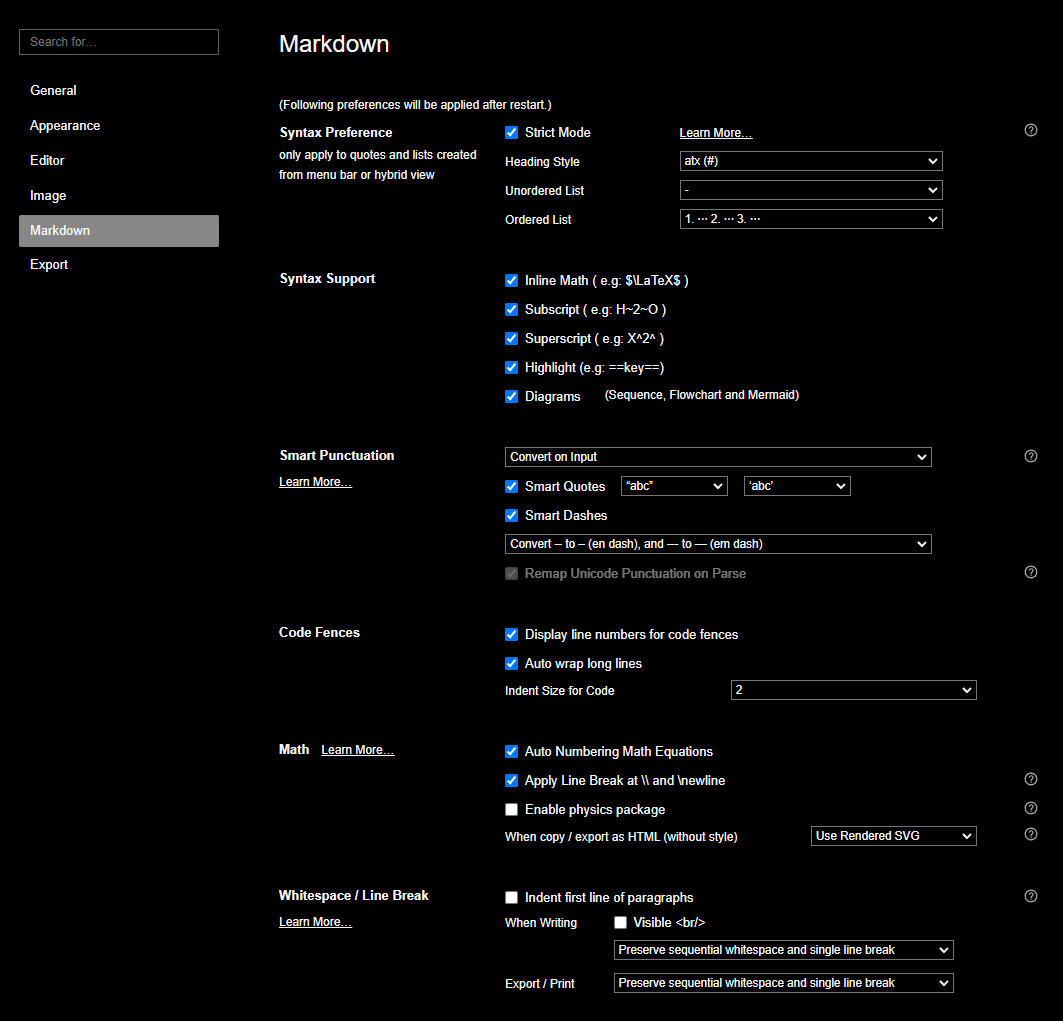 Search for…
General
Appearance
Editor
Image
Markdown
Export
Markdown
(Following preferences will be applied after restart.)
Syntax Preference
only apply to quotes and lists created
from menu bar or hybrid view
Strict Mode Learn More…
Heading Style atx (#)
Unordered List -
Ordered List 1. ··· 2. ··· 3. ···
Syntax Support
Inline Math ( e.g: $\LaTeX$ )
Subscript ( e.g: H~2~O )
Superscript ( e.g: X^2^ )
Highlight (e.g: ==key==)
Diagrams (Sequence, Flowchart and Mermaid)
Smart Punctuation
Learn More…
Convert on Input
Smart Quotes “abc” ‘abc’
Smart Dashes
Convert -- to – (en dash), and --- to — (em dash)
Remap Unicode Punctuation on Parse
Code Fences
Display line numbers for code fences
Auto wrap long lines
Indent Size for Code 2
Math Learn More…
Auto Numbering Math Equations
Apply Line Break at \\ and \newline
Enable physics package
When copy / export as HTML (without style) Use Rendered SVG
Whitespace / Line Break
Learn More…
Indent first line of paragraphs
When Writing Visible <br/>
Preserve sequential whitespace and single line break
Export / Print Preserve sequential whitespace and single line break